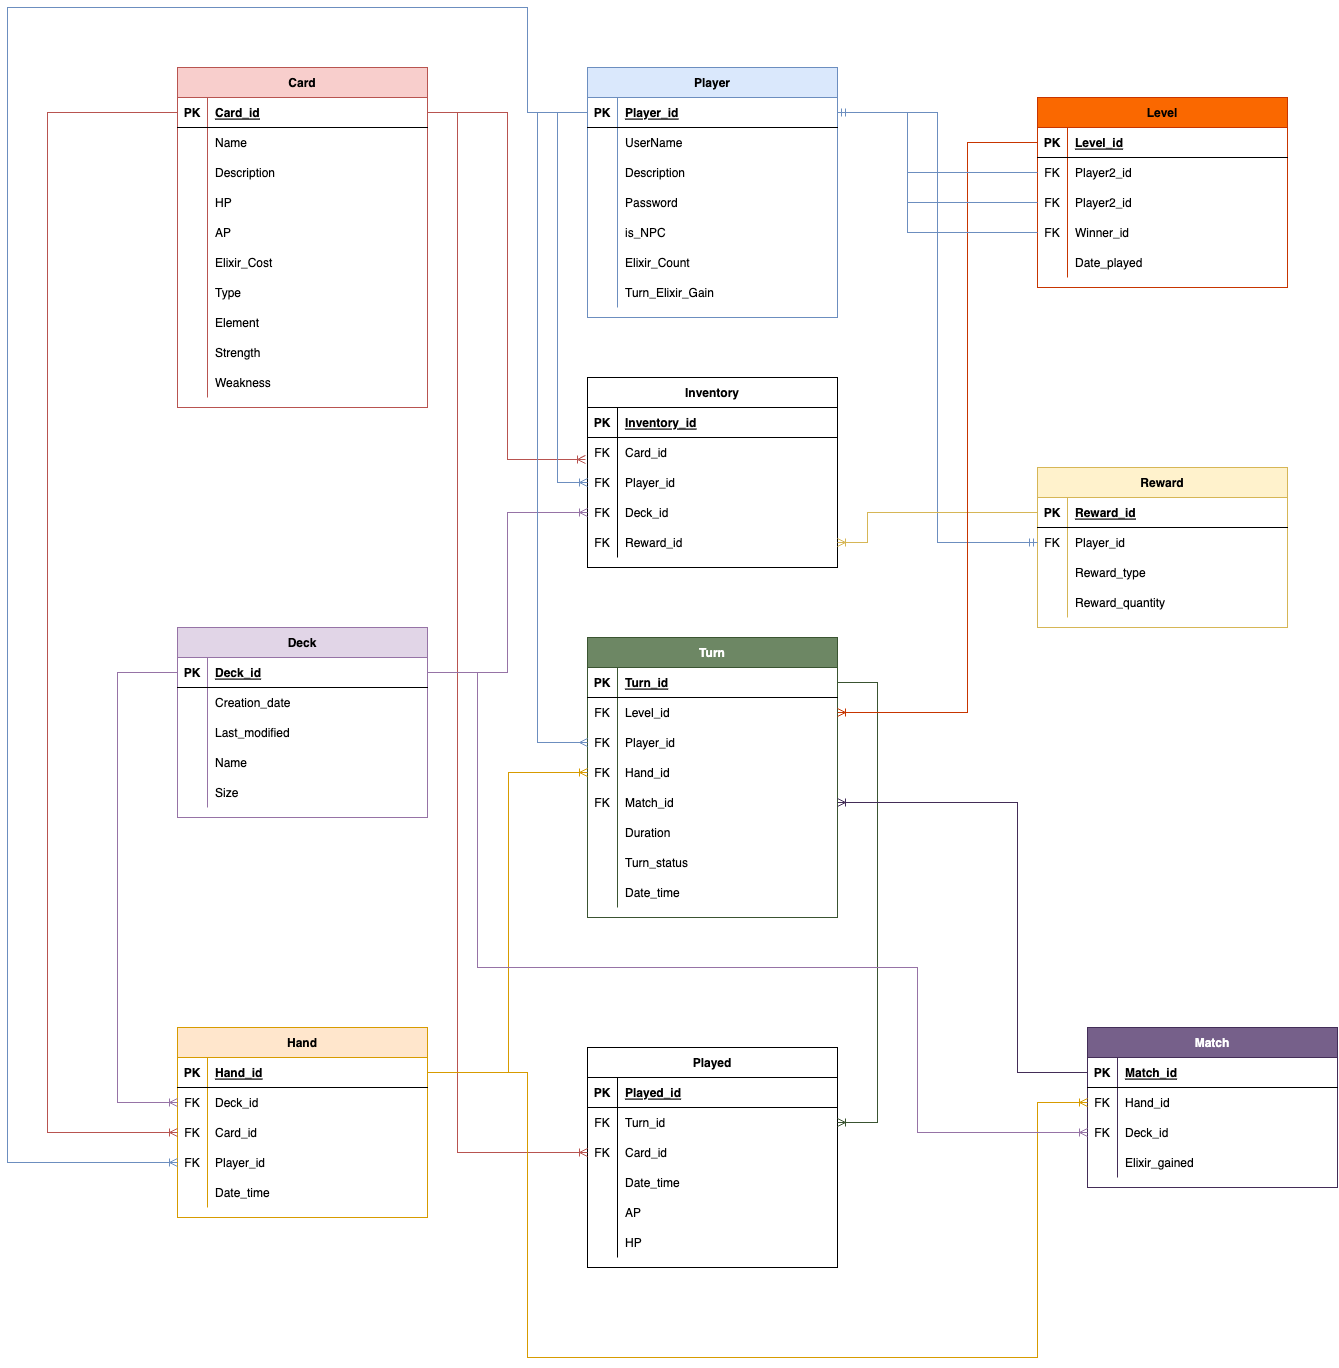 Card
PK Card_id
Name
Description
HP
AP
Elixir_Cost
Type
Element
Strength
Weakness
Player
PK Player_id
UserName
Description
Password
is_NPC
Elixir_Count
Turn_Elixir_Gain
Level
PK Level_id
FK Player2_id
FK Player2_id
FK Winner_id
Date_played
Inventory
PK Inventory_id
FK Card_id
FK Player_id
FK Deck_id
FK Reward_id
Reward
PK Reward_id
FK Player_id
Reward_type
Reward_quantity
Deck
PK Deck_id
Creation_date
Last_modified
Name
Size
Turn
PK Turn_id
FK Level_id
FK Player_id
FK Hand_id
FK Match_id
Duration
Turn_status
Date_time
Hand
PK Hand_id
FK Deck_id
FK Card_id
FK Player_id
Date_time
Played
PK Played_id
FK Turn_id
FK Card_id
Date_time
AP
HP
Match
PK Match_id
FK Hand_id
FK Deck_id
Elixir_gained